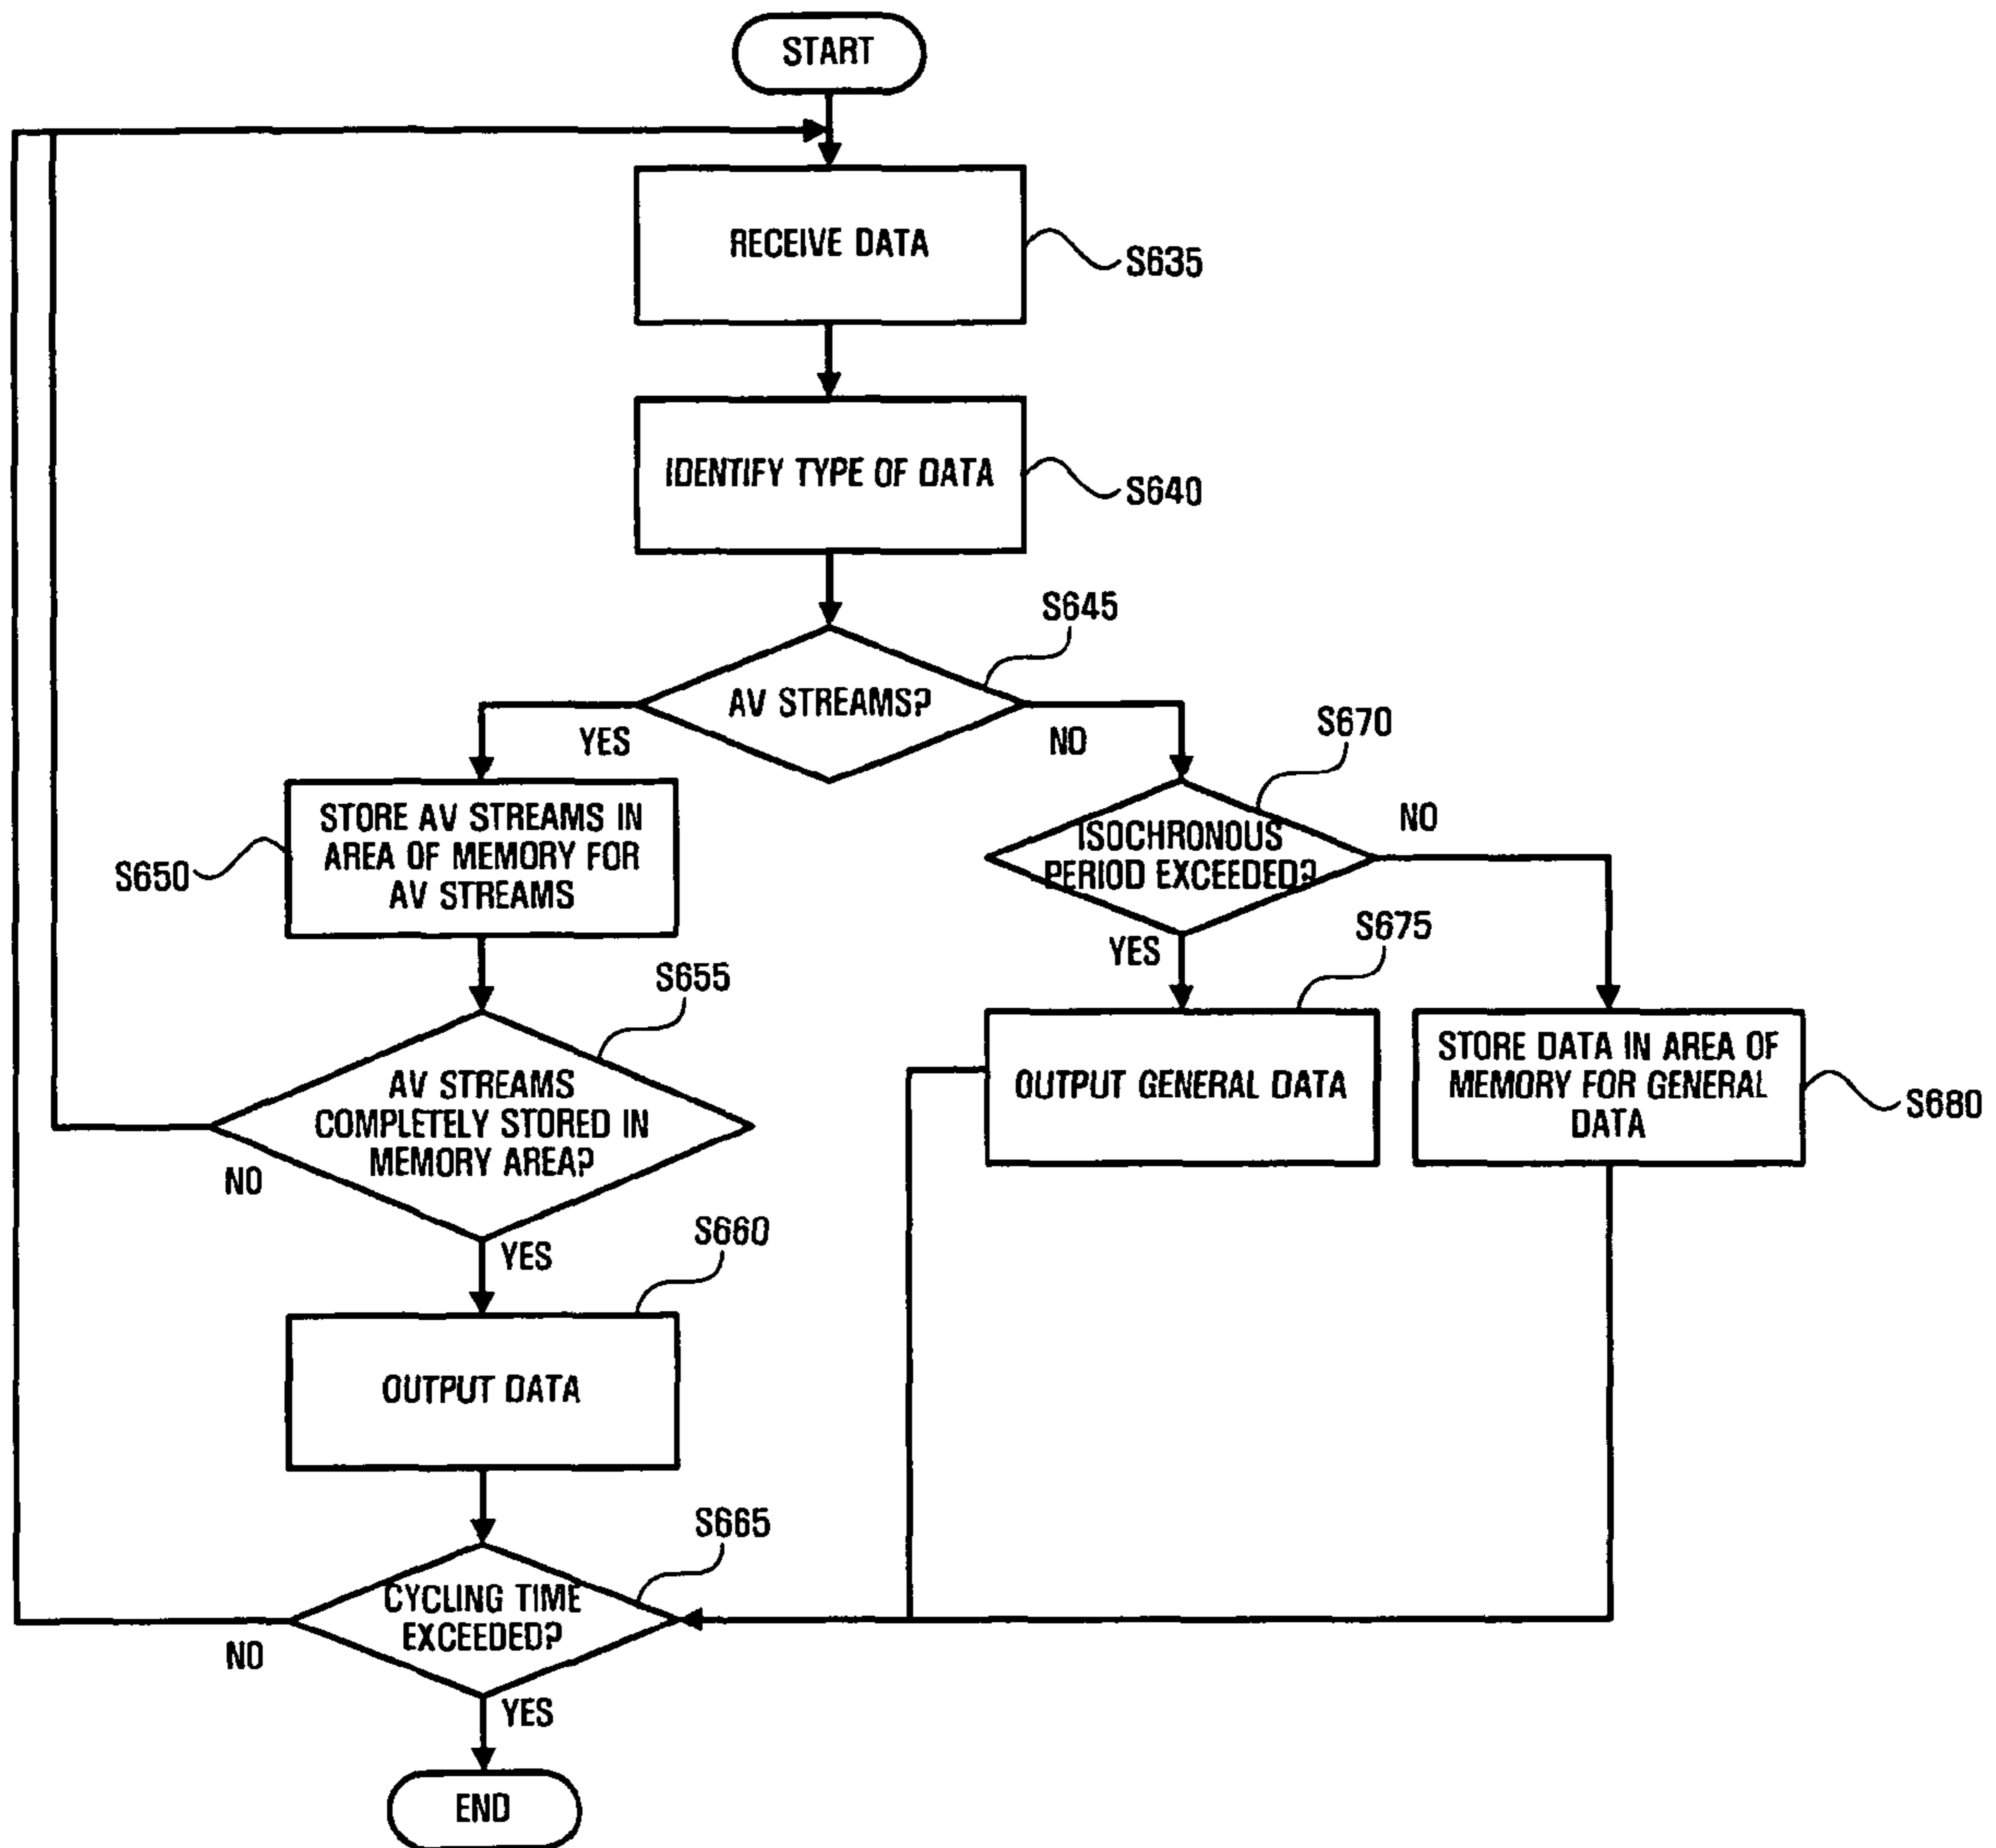 START
RECEIVE DATA
S635
IDENTIFY TYPE OF DATA
S640
S645
AV STREAMS?
YES
NO
S670
STORE AV STREAMS IN
AREA OF MEMORY FOR
AV STREAMS
S650
ISOCHRONOUS
PERIOD EXCEEDED?
NO
YES
S675
S655
AV STREAMS
COMPLETELY STORED IN
MEMORY AREA?
NO
YES
OUTPUT GENERAL DATA
STORE DATA IN AREA OF
MEMORY FOR GENERAL
DATA
S680
S660
OUTPUT DATA
S665
CYCLING TIME
EXCEEDED?
NO
YES
END